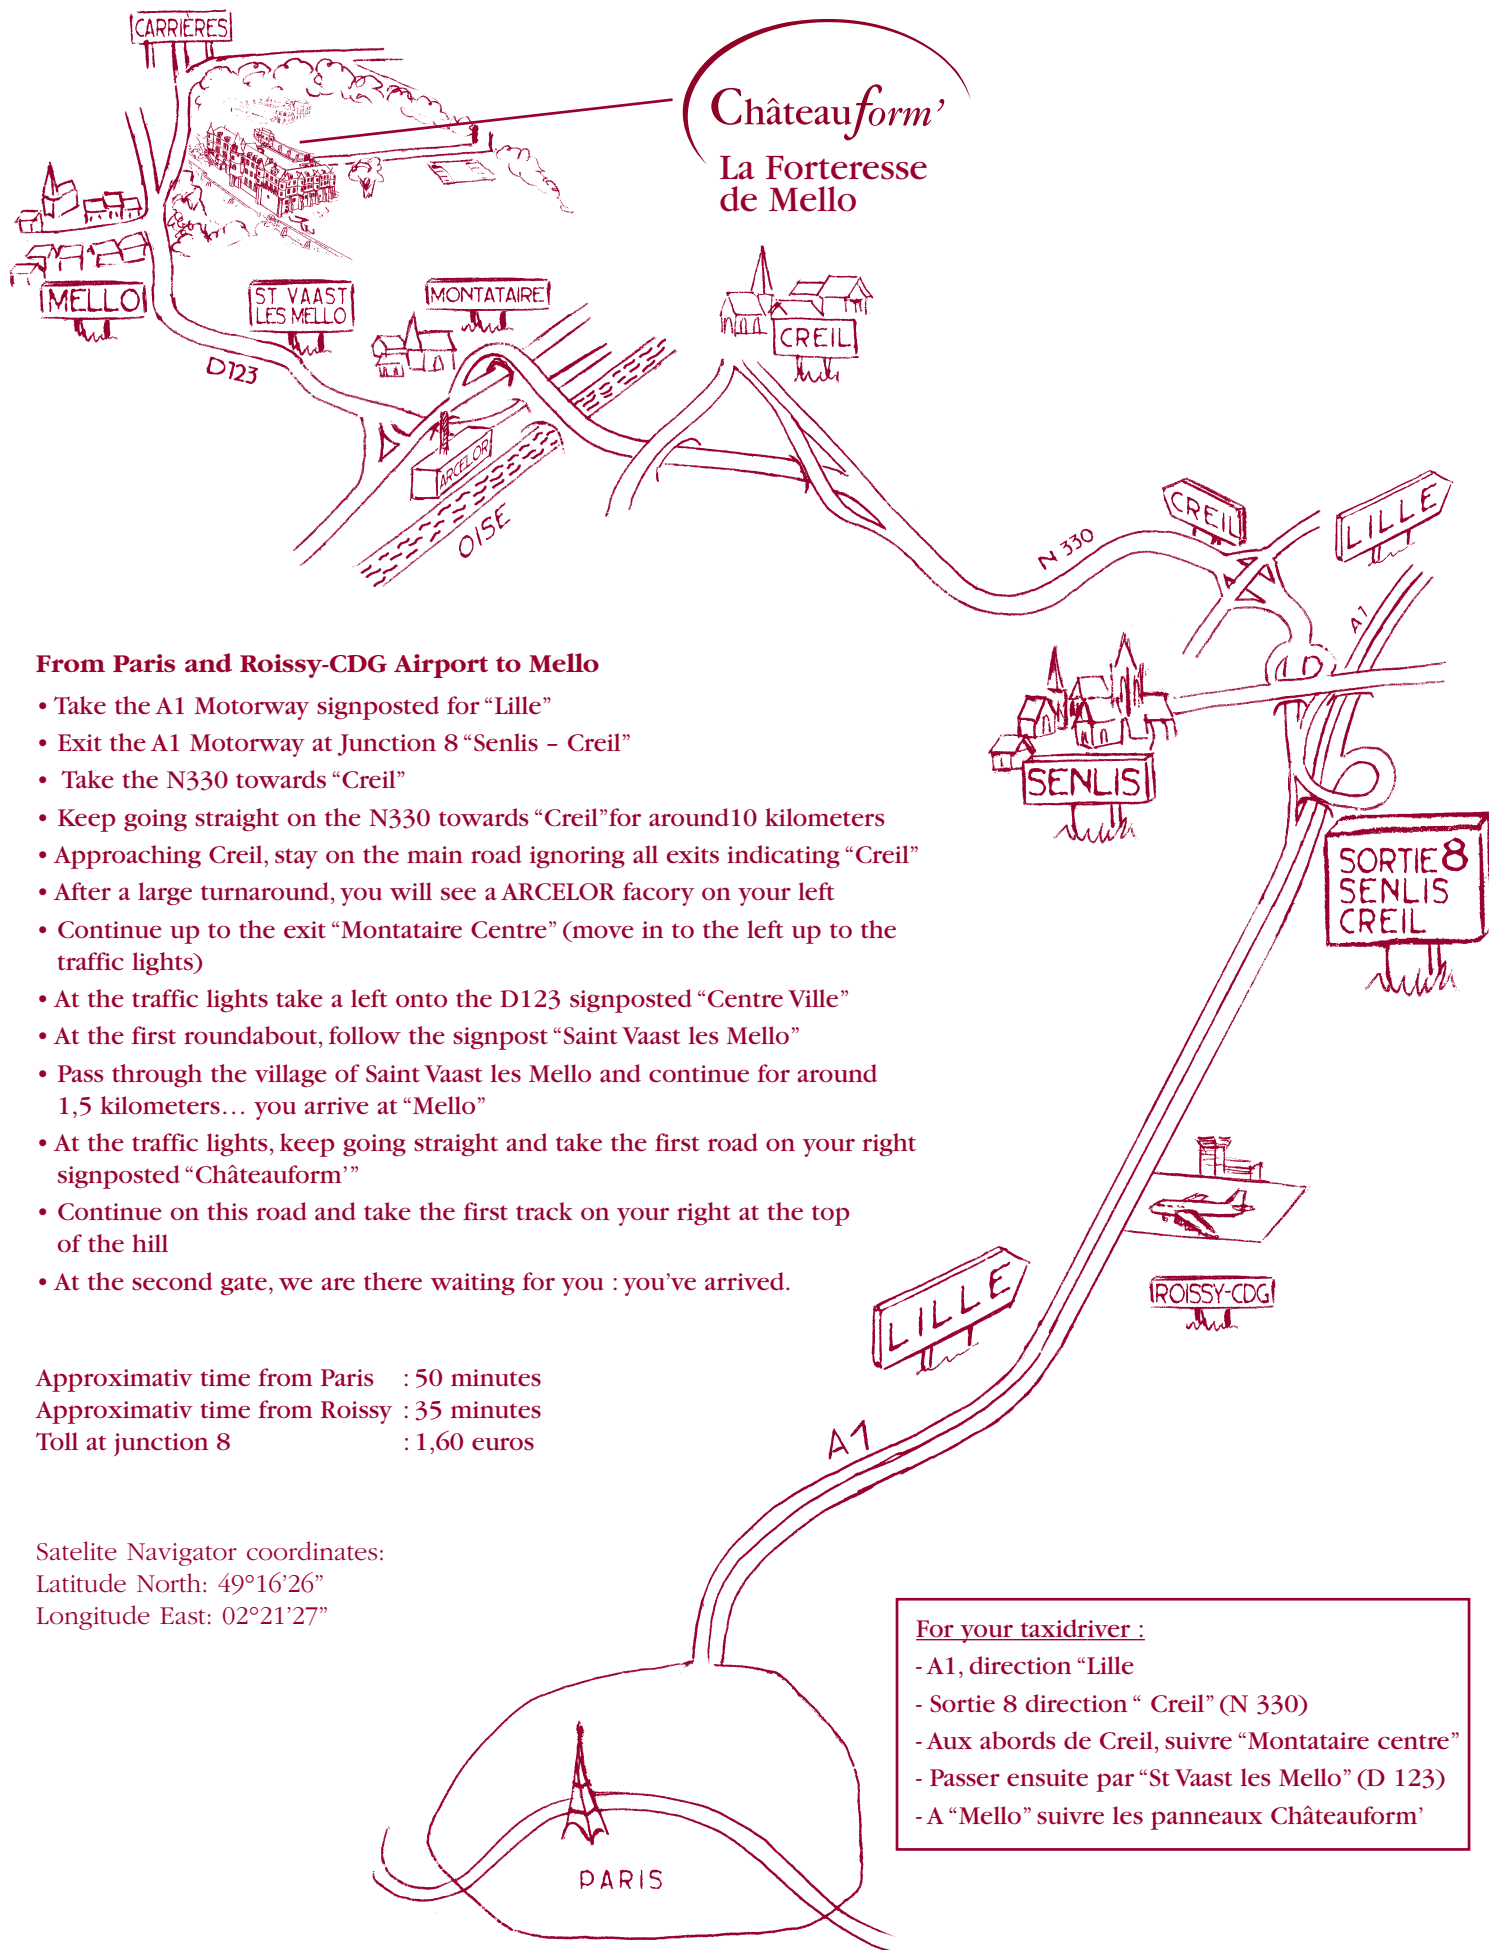 CARRIÈRES
Châteauform'
La Forteresse
de Mello
MELLO
ST VAAST
LES MELLO
MONTATAIRE
CREIL
D123
ARCELOR
OISE
N 330
CREIL
LILLE
A1
SENLIS
SORTIE 8
SENLIS
CREIL
From Paris and Roissy-CDG Airport to Mello
• Take the A1 Motorway signposted for “Lille”
• Exit the A1 Motorway at Junction 8 “Senlis – Creil”
• Take the N330 towards “Creil”
• Keep going straight on the N330 towards “Creil”for around10 kilometers
• Approaching Creil, stay on the main road ignoring all exits indicating “Creil”
• After a large turnaround, you will see a ARCELOR facory on your left
• Continue up to the exit “Montataire Centre” (move in to the left up to the
traffic lights)
• At the traffic lights take a left onto the D123 signposted “Centre Ville”
• At the first roundabout, follow the signpost “Saint Vaast les Mello”
• Pass through the village of Saint Vaast les Mello and continue for around
1,5 kilometers… you arrive at “Mello”
• At the traffic lights, keep going straight and take the first road on your right
signposted “Châteauform'”
• Continue on this road and take the first track on your right at the top
of the hill
• At the second gate, we are there waiting for you : you’ve arrived.
ROISSY-CDG
LILLE
A1
Approximativ time from Paris : 50 minutes
Approximativ time from Roissy : 35 minutes
Toll at junction 8 : 1,60 euros
Satelite Navigator coordinates:
Latitude North: 49°16’26”
Longitude East: 02°21’27”
For your taxidriver :
- A1, direction “Lille
- Sortie 8 direction “ Creil” (N 330)
- Aux abords de Creil, suivre “Montataire centre”
- Passer ensuite par “St Vaast les Mello” (D 123)
- A “Mello” suivre les panneaux Châteauform’
PARIS